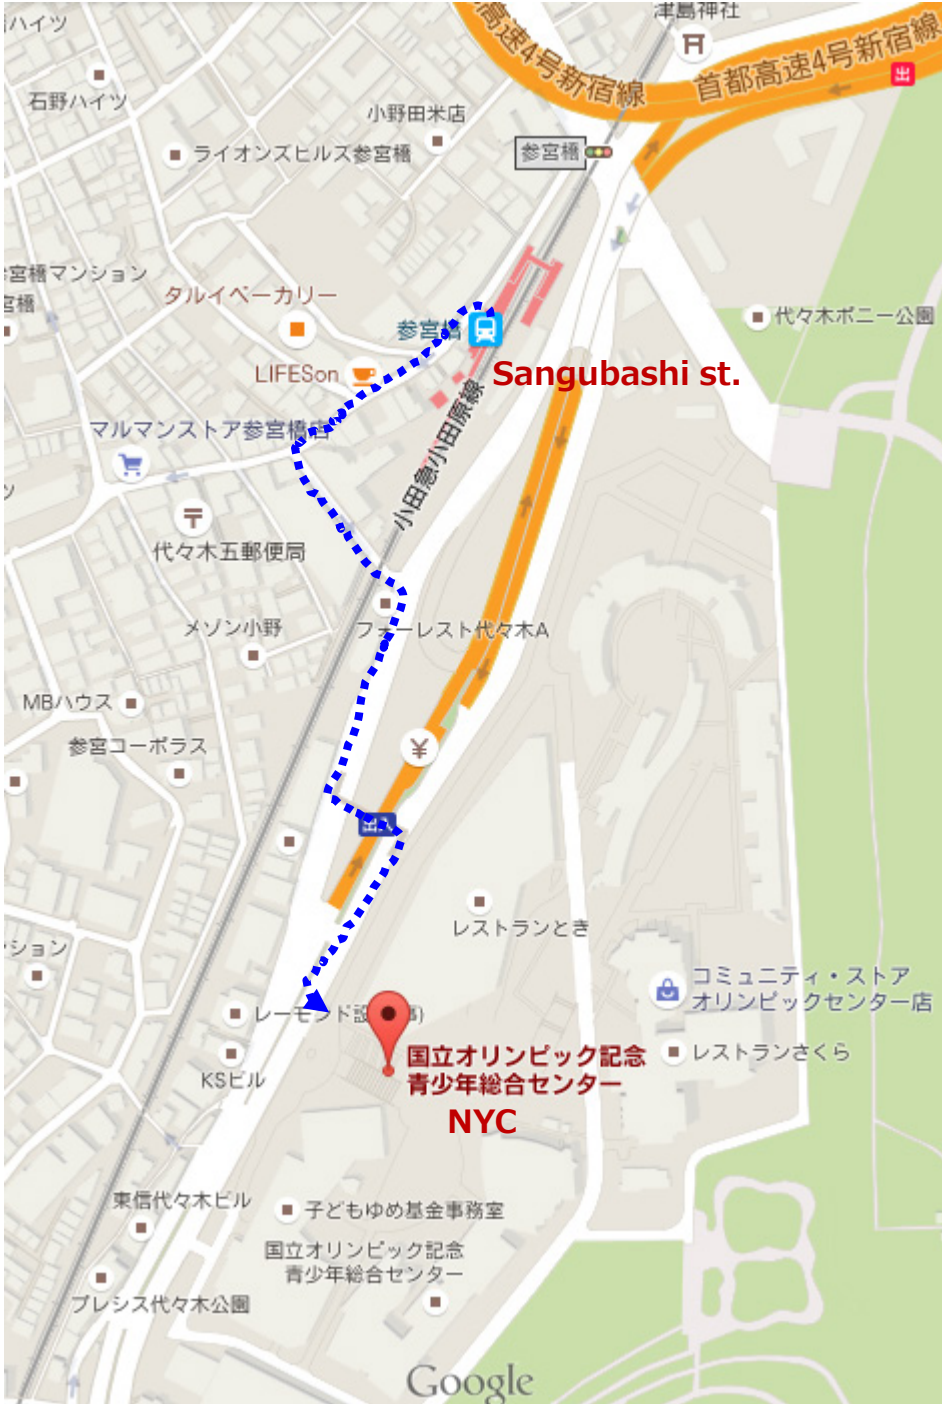 ハイツ
津島神社
高速4号新宿線
首都高速4号新宿線
出
石野ハイツ
小野田米店
ライオンズヒルズ参宮橋
参宮橋
宮橋マンション
宮橋
タルイベーカリー
代々木ポニー公園
参宮橋
LIFESon
Sangubashi st.
小田急小田原線
マルマンストア参宮橋店
〒
代々木五郵便局
メゾン小野
フォーレスト代々木A
MBハウス
参宮コーポラス
¥
出入
レストランとき
ション
コミュニティ・ストア
オリンピックセンター店
レーモンド設
KSビル
国立オリンピック記念
青少年総合センター
レストランさくら
NYC
東信代々木ビル
子どもゆめ基金事務室
国立オリンピック記念
青少年総合センター
プレシス代々木公園
Google